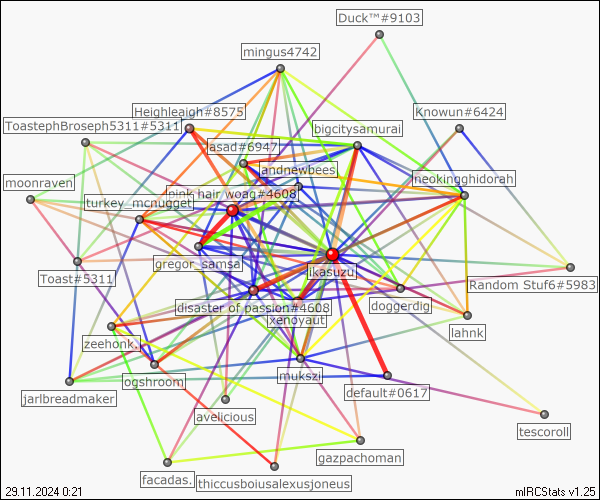 Duck™#9103
mingus4742
Heighleaigh#8575
Knowun#6424
ToastephBroseph5311#5311
bigcitysamurai
asad#6947
andnewbees
neokingghidorah
moonraven
pink hair woag#4608
turkey_mcnugget
gregor_samsa
Toast#5311
ikasuzu
Random Stuf6#5983
disaster of passion#4608
doggerdig
xenoyaut
lahnk
zeehonk.
mukszi
ogshroom
default#0617
jarlbreadmaker
avelicious
tescoroll
gazpachoman
facadas.
thiccusboiusalexusjoneus
29.11.2024 0:21
mIRCStats v1.25